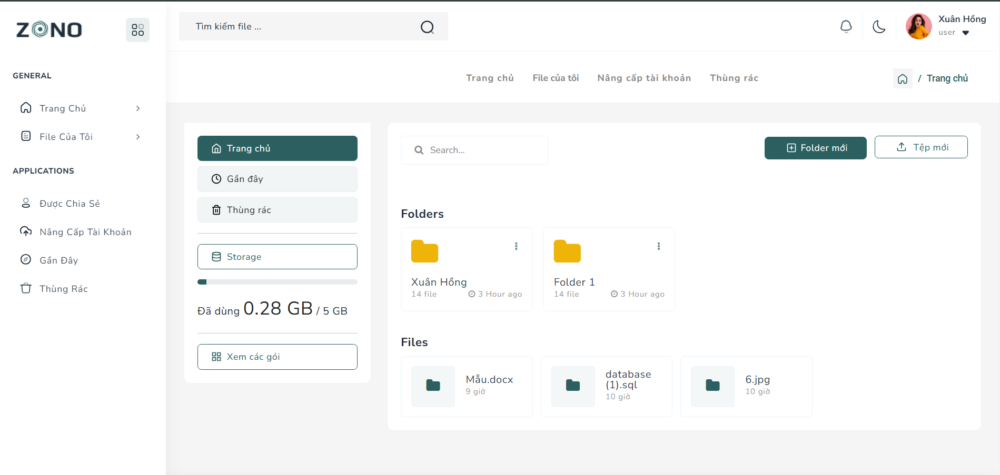 ZONO
Tìm kiếm file ...
Xuân Hồng
user
GENERAL
Trang Chủ
File Của Tôi
APPLICATIONS
Được Chia Sẻ
Nâng Cấp Tài Khoản
Gần Đây
Thùng Rác
Trang chủ
File của tôi
Nâng cấp tài khoản
Thùng rác
/ Trang chủ
Trang chủ
Gần đây
Thùng rác
Storage
Đã dùng 0.28 GB / 5 GB
Xem các gói
Search...
Folder mới
Tệp mới
Folders
Xuân Hồng
14 file
3 Hour ago
Folder 1
14 file
3 Hour ago
Files
Mẫu.docx
9 giờ
database
(1).sql
10 giờ
6.jpg
10 giờ